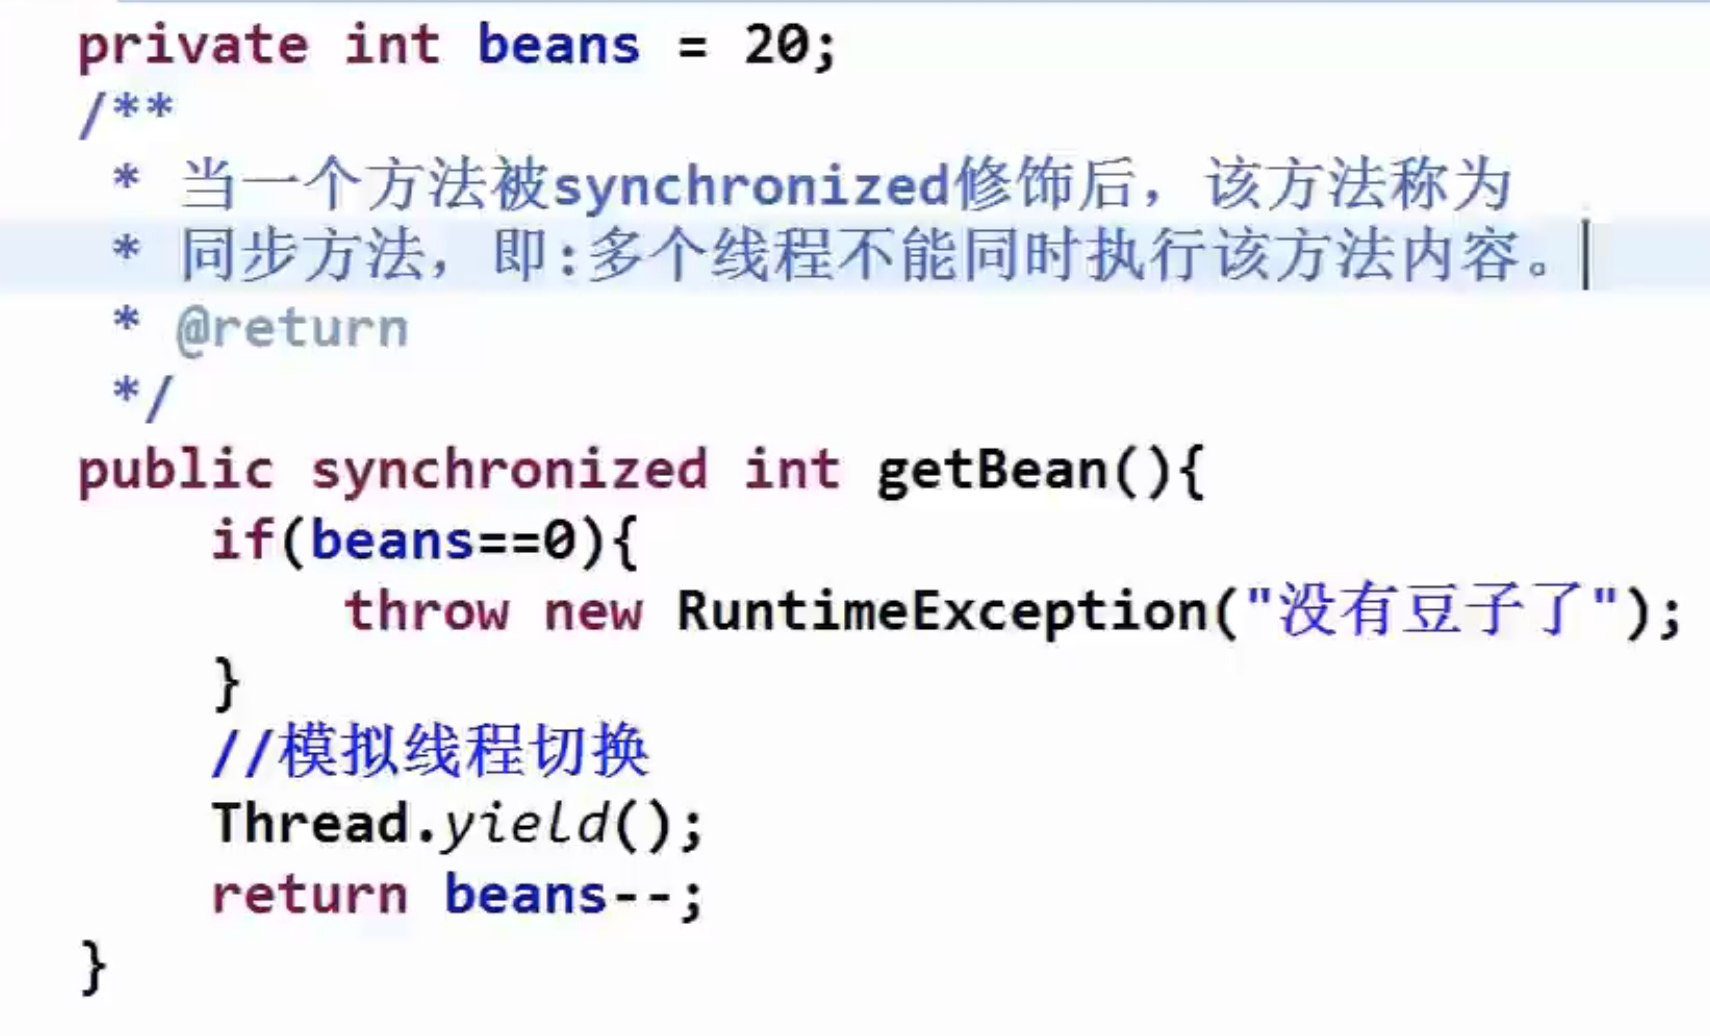 private int beans = 20;
/**
 * 当一个方法被synchronized修饰后，该方法称为
 * 同步方法，即:多个线程不能同时执行该方法内容。
 * @return
 */
public synchronized int getBean(){
    if(beans==0){
        throw new RuntimeException("没有豆子了");
    }
    //模拟线程切换
    Thread.yield();
    return beans--;
}